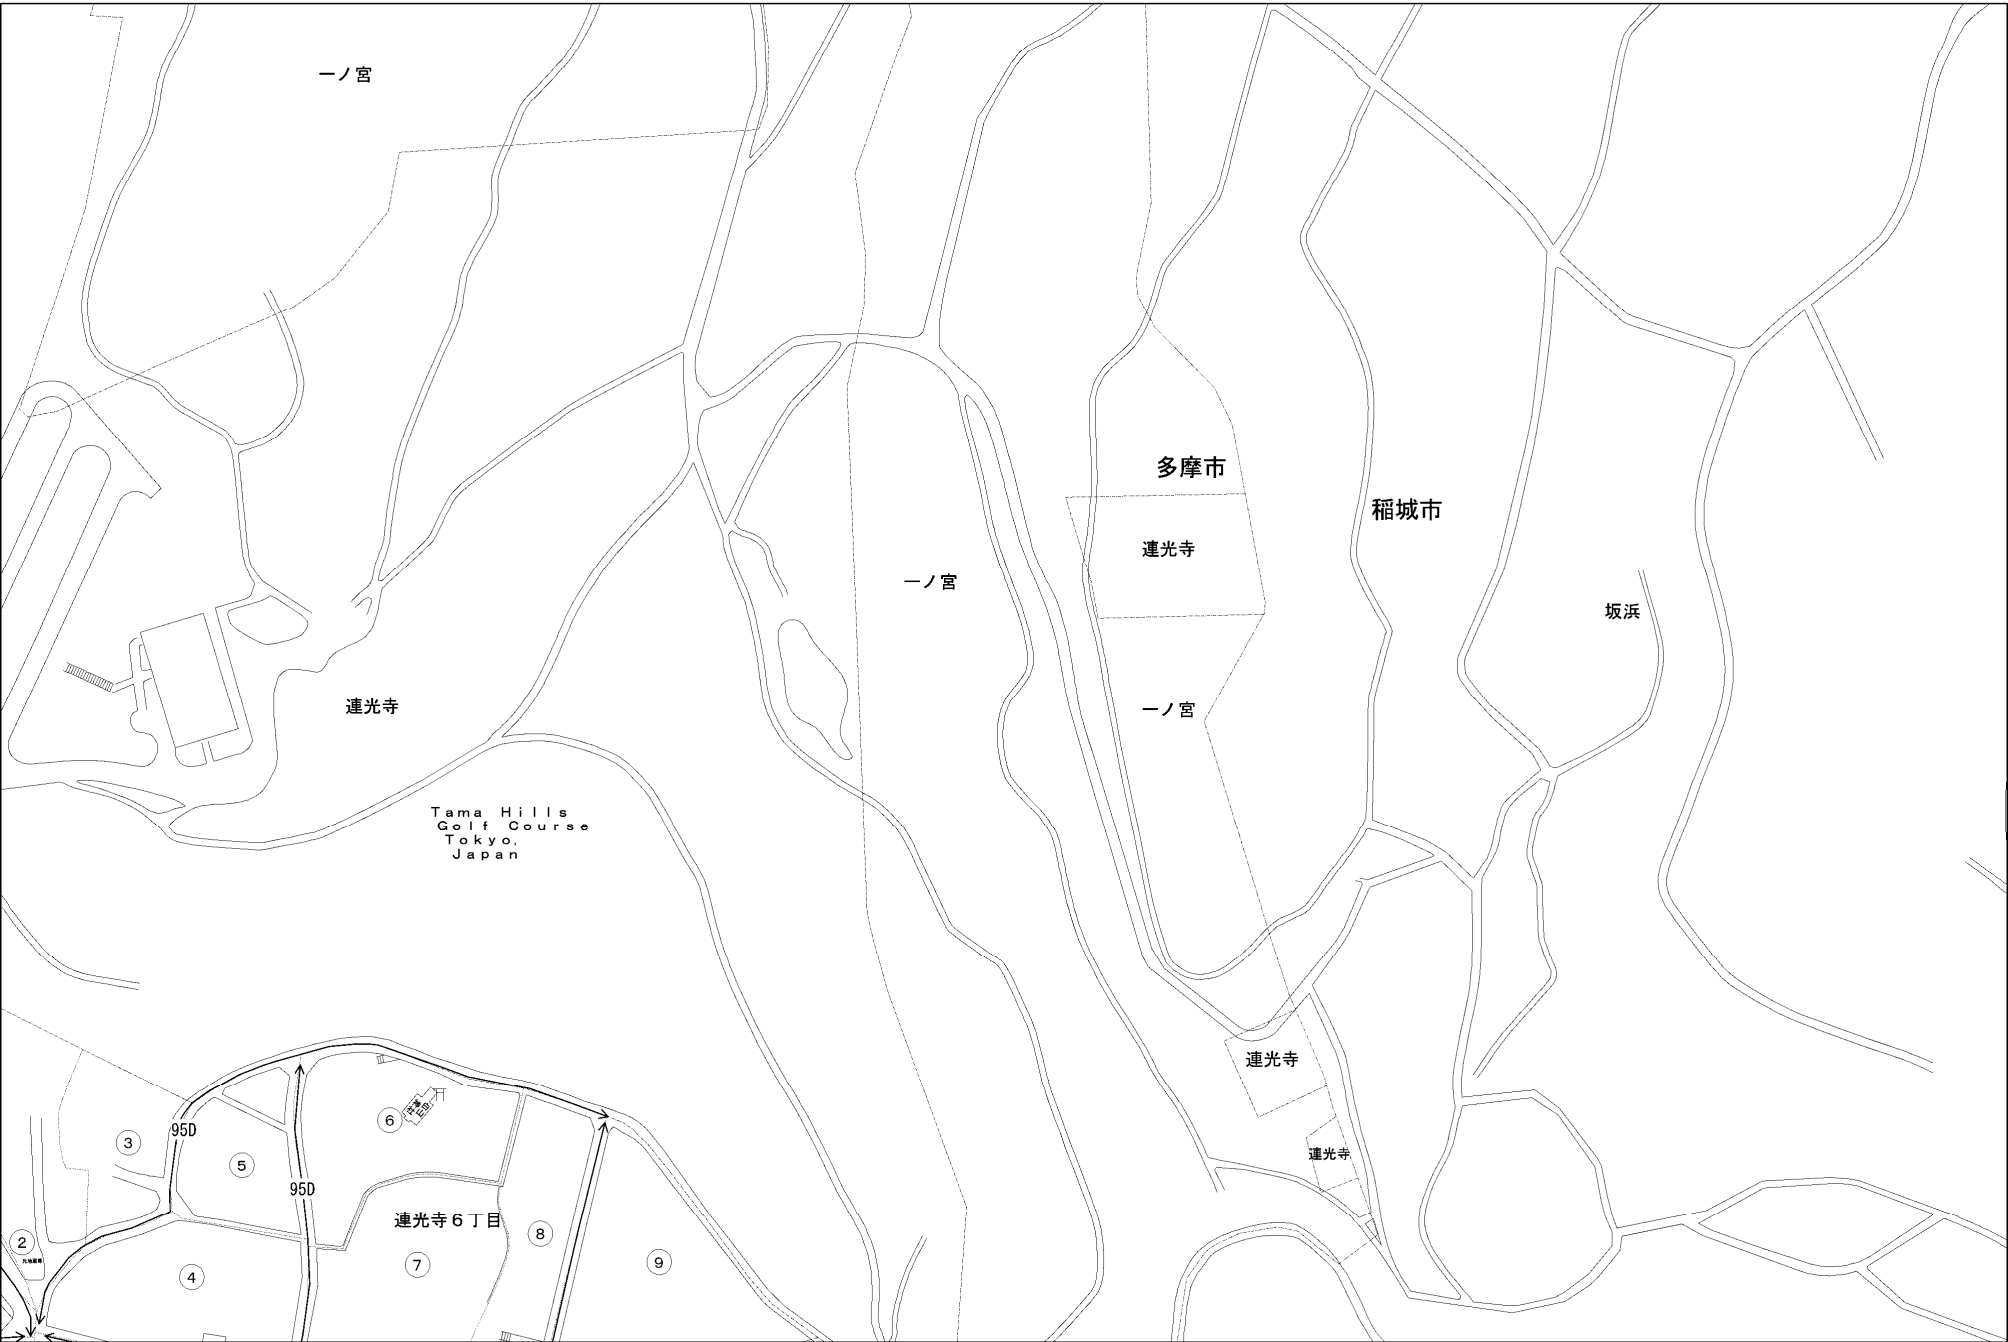 一ノ宮
多摩市
稲城市
連光寺
一ノ宮
坂浜
連光寺
一ノ宮
Tama Hills
Golf Course
Tokyo,
Japan
連光寺
6
95D
3
連光寺
5
95D
連光寺6丁目
8
2
7
9
4